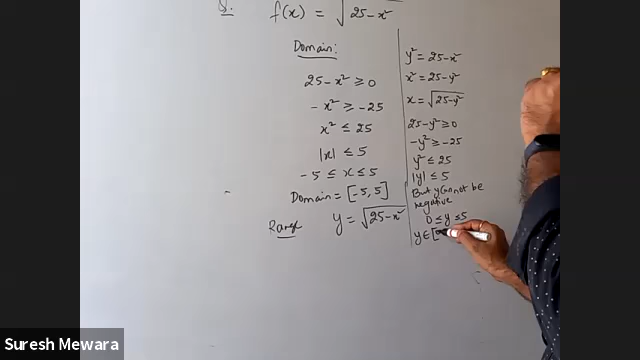 Q. f(x) = √25-x²
Domain:
25-x² ≥ 0
-x² ≥ -25
x² ≤ 25
|x| ≤ 5
-5 ≤ x ≤ 5
Domain = [-5, 5]
Range y = √25-x²
y² = 25-x²
x² = 25-y²
x = √25-y²
25-y² ≥ 0
-y² ≥ -25
y² ≤ 25
|y| ≤ 5
But y cannot be
negative
0 ≤ y ≤ 5
y ∈ [0
Suresh Mewara